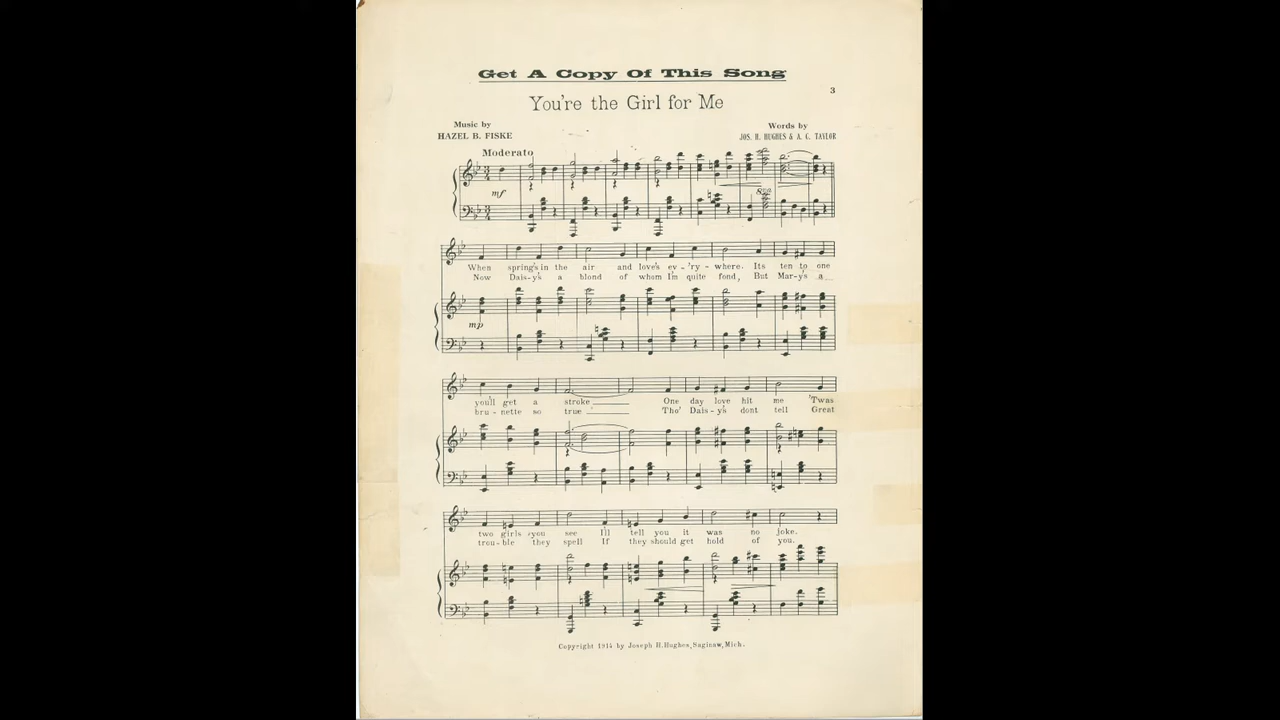 Get A Copy Of This Song
3
You're the Girl for Me
Music by
HAZEL B. FISKE
Words by
JOS. H. HUGHES & A. C. TAYLOR
Moderato
mf
8va
When spring's in the air and love's ev-'ry-where. Its ten to one
Now Dais-y's a blond of whom I'm quite fond, But Mar-y's a
mp
you'll get a stroke One day love hit me 'Twas
bru-nette so true Tho' Dais-y's dont tell Great
two girls you see I'll tell you it was no joke.
trou-ble they spell If they should get hold of you.
Copyright 1914 by Joseph H. Hughes, Saginaw, Mich.